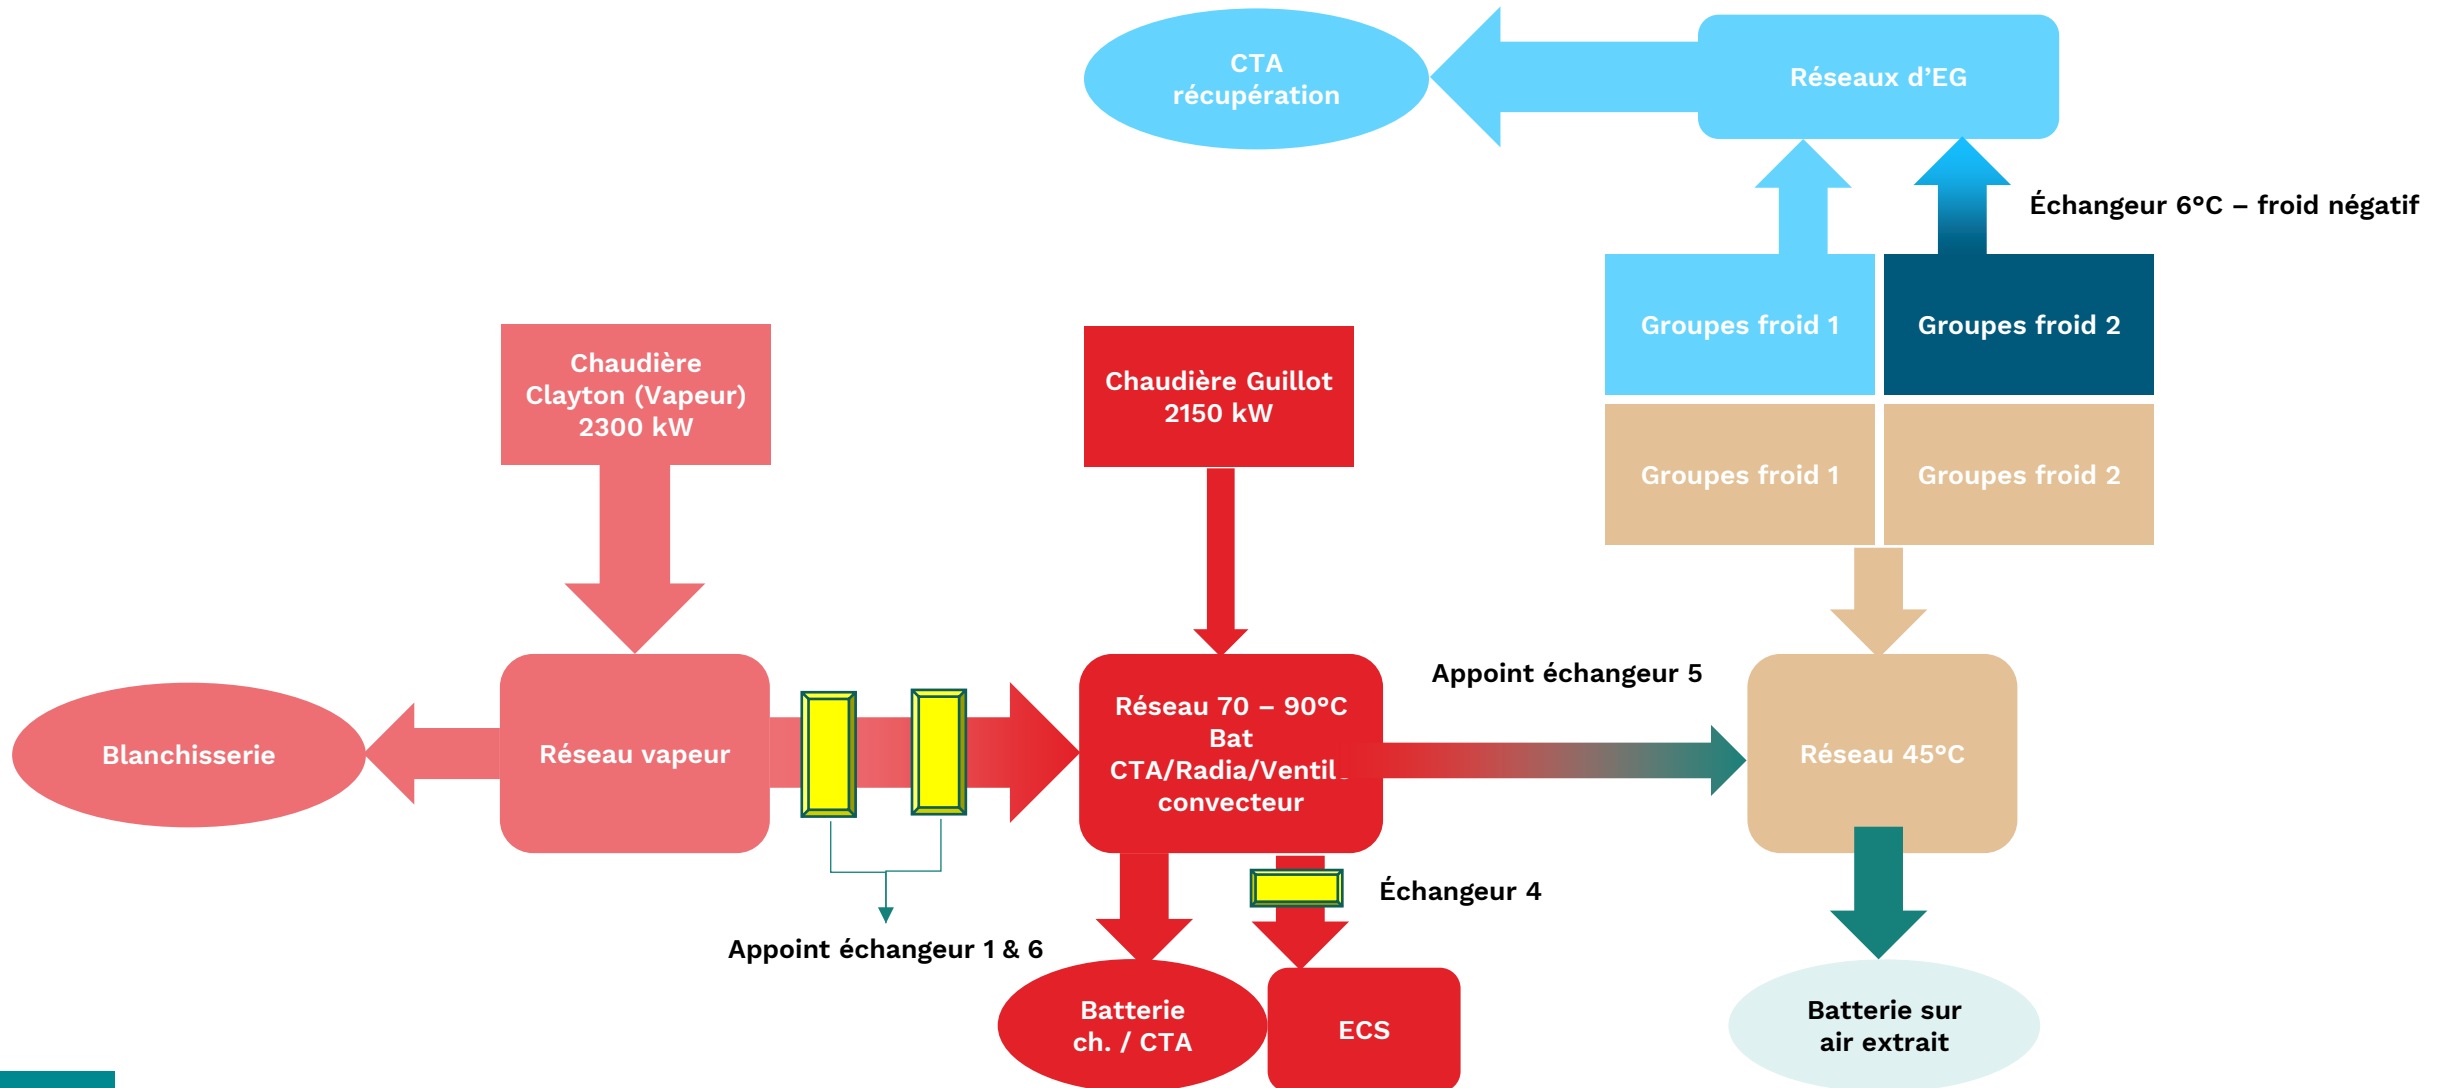 CTA
récupération
Réseaux d'EG
Échangeur 6°C – froid négatif
Groupes froid 1
Groupes froid 2
Chaudière
Clayton (Vapeur)
2300 kW
Chaudière Guillot
2150 kW
Groupes froid 1
Groupes froid 2
Blanchisserie
Réseau vapeur
Réseau 70 – 90°C
Bat
CTA/Radia/Ventil
convecteur
Appoint échangeur 5
Réseau 45°C
Échangeur 4
Appoint échangeur 1 & 6
Batterie
ch. / CTA
ECS
Batterie sur
air extrait